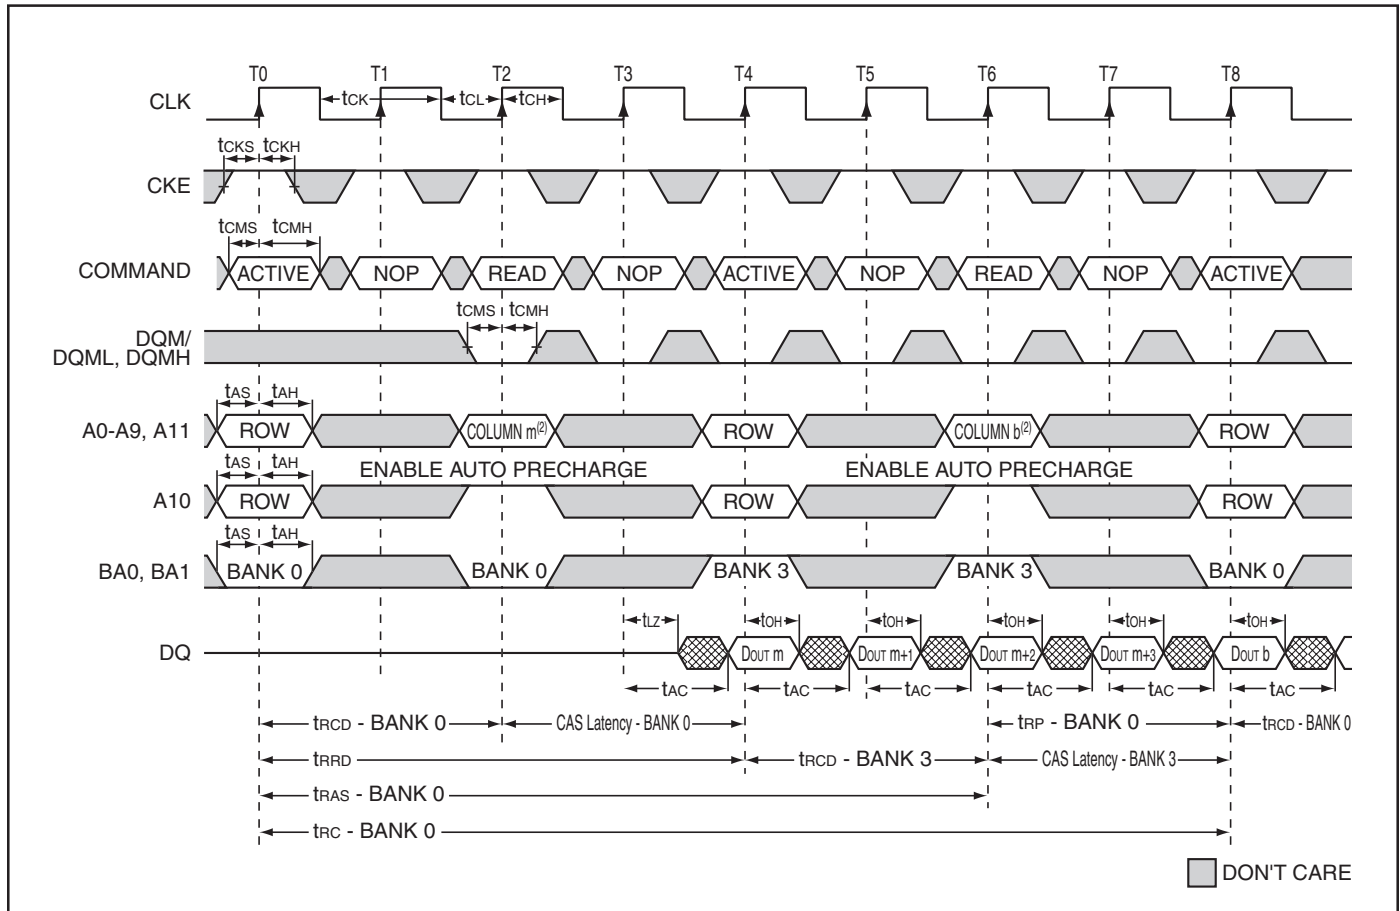 T0 T1 T2 T3 T4 T5 T6 T7 T8
CLK tCK tCL tCH
tCKS tCKH
CKE
tCMS tCMH
COMMAND ACTIVE NOP READ NOP ACTIVE NOP READ NOP ACTIVE
tCMS tCMH
DQM/
DQML, DQMH
tAS tAH
A0-A9, A11 ROW COLUMN m(2) ROW COLUMN b(2) ROW
tAS tAH ENABLE AUTO PRECHARGE ENABLE AUTO PRECHARGE
A10 ROW ROW ROW
tAS tAH
BA0, BA1 BANK 0 BANK 0 BANK 3 BANK 3 BANK 0
tLZ tOH tOH tOH tOH tOH
DQ DOUT m DOUT m+1 DOUT m+2 DOUT m+3 DOUT b
tAC tAC tAC tAC tAC tAC
tRCD - BANK 0 CAS Latency - BANK 0 tRP - BANK 0 tRCD - BANK 0
tRRD tRCD - BANK 3 CAS Latency - BANK 3
tRAS - BANK 0
tRC - BANK 0
DON'T CARE